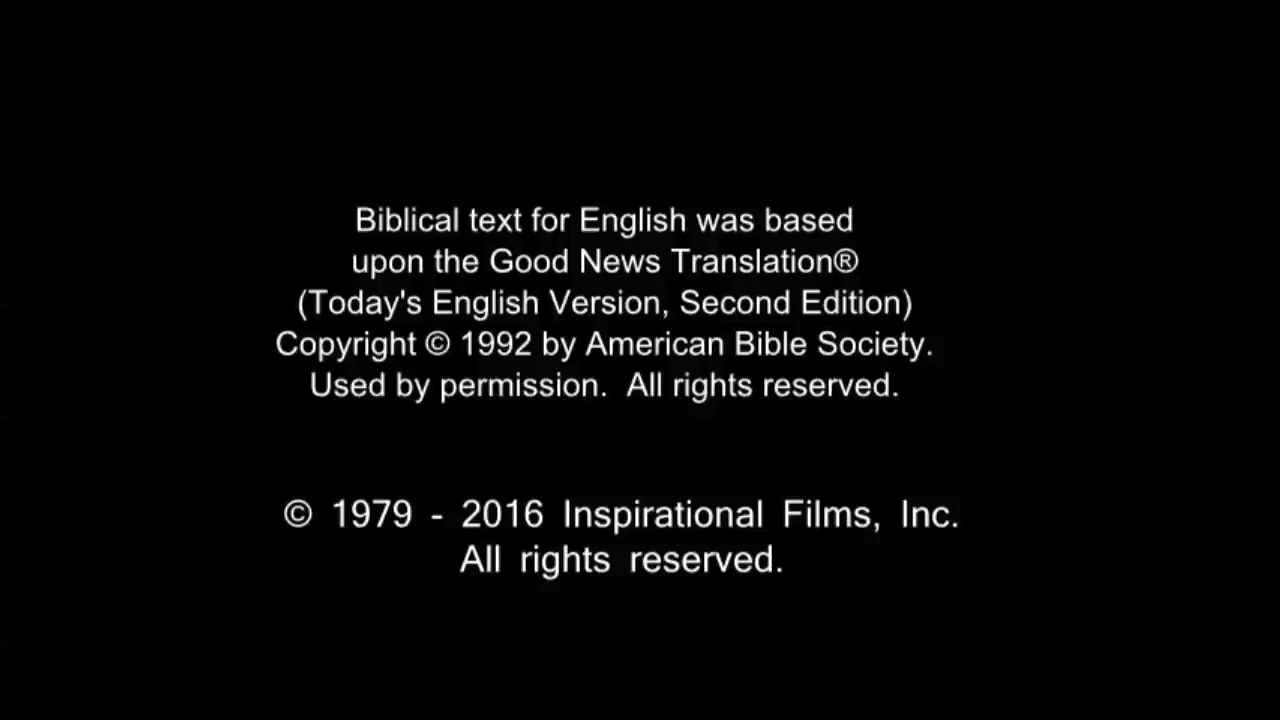 Biblical text for English was based
upon the Good News Translation®
(Today's English Version, Second Edition)
Copyright © 1992 by American Bible Society.
Used by permission.  All rights reserved.
© 1979 - 2016 Inspirational Films, Inc.
All rights reserved.